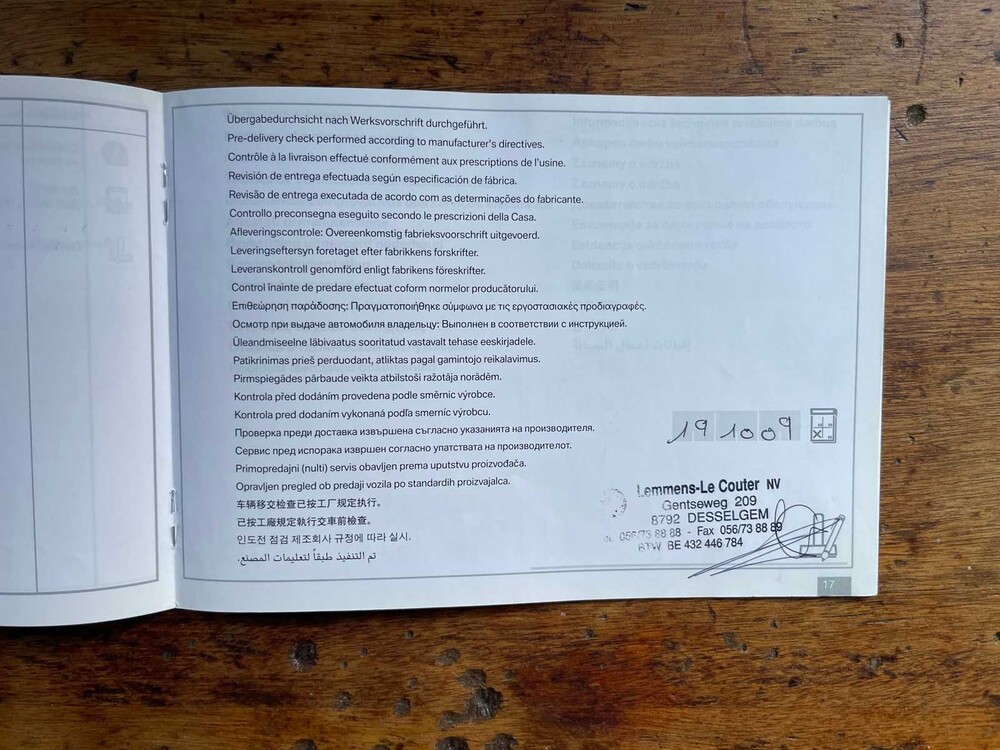 Übergabedurchsicht nach Werksvorschrift durchgeführt.
Pre-delivery check performed according to manufacturer's directives.
Contrôle à la livraison effectué conformément aux prescriptions de l'usine.
Revisión de entrega efectuada según especificación de fábrica.
Revisão de entrega executada de acordo com as determinações do fabricante.
Controllo preconsegna eseguito secondo le prescrizioni della Casa.
Afleveringscontrole: Overeenkomstig fabrieksvoorschrift uitgevoerd.
Leveringseftersyn foretaget efter fabrikkens forskrifter.
Leveranskontroll genomförd enligt fabrikens föreskrifter.
Control înainte de predare efectuat coform normelor producătorului.
Επιθεώρηση παράδοσης: Πραγματοποιήθηκε σύμφωνα με τις εργοστασιακές προδιαγραφές.
Осмотр при выдаче автомобиля владельцу: Выполнен в соответствии с инструкцией.
Üleandmiseelne läbivaatus sooritatud vastavalt tehase eeskirjadele.
Patikrinimas prieš perduodant, atliktas pagal gamintojo reikalavimus.
Pirmspiegādes pārbaude veikta atbilstoši ražotāja norādēm.
Kontrola před dodáním provedena podle směrnic výrobce.
Kontrola pred dodaním vykonaná podľa smerníc výrobcu.
Проверка преди доставка извършена съгласно указанията на производителя.
Сервис пред испорака извршен согласно упатствата на производителот.
Primopredajni (nulti) servis obavljen prema uputstvu proizvođača.
Opravljen pregled ob predaji vozila po standardih proizvajalca.
车辆移交检查已按工厂规定执行。
已按工廠規定執行交車前檢查。
인도전 점검 제조회사 규정에 따라 실시.
تم التنفيذ طبقاً لتعليمات المصنع.
19 10 09
Lemmens-Le Couter NV
Gentseweg 209
8792 DESSELGEM
056/73 88 88 - Fax 056/73 88 89
BTW BE 432 446 784
17